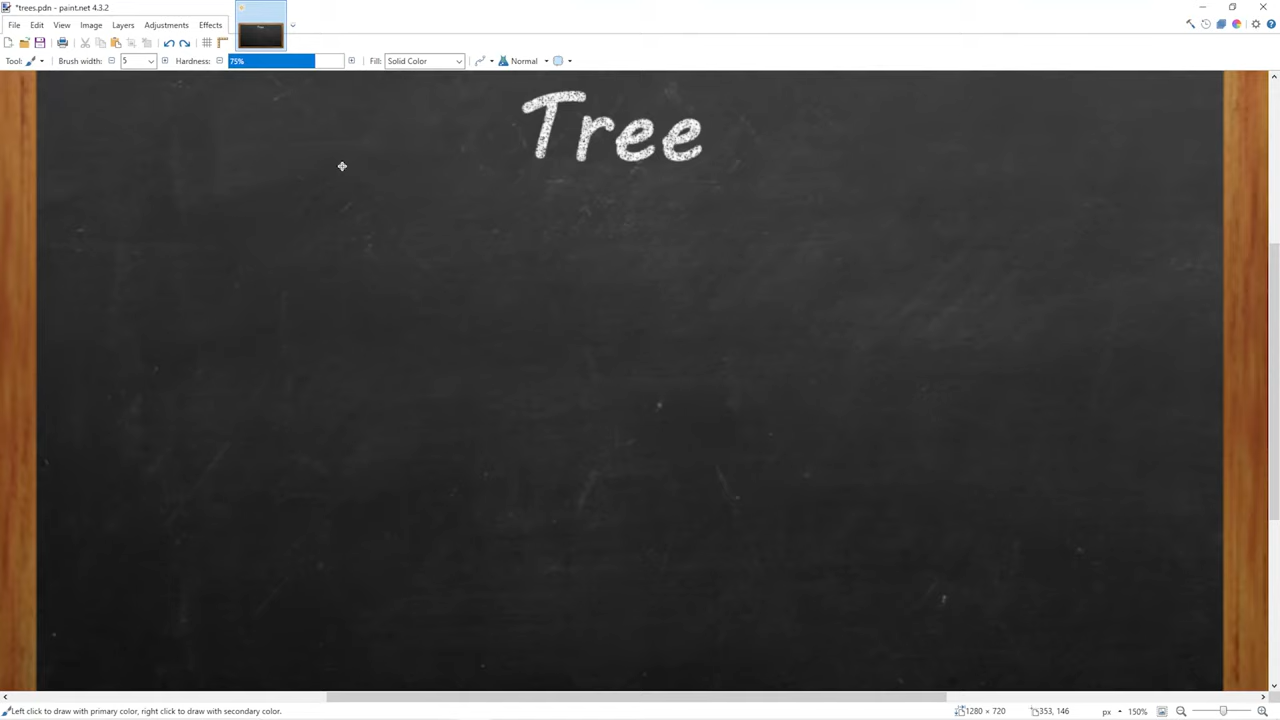 *trees.pdn - paint.net 4.3.2
File Edit View Image Layers Adjustments Effects
Tool: Brush width: 5 Hardness: 75% Fill: Solid Color Normal
Tree
Left click to draw with primary color, right click to draw with secondary color. 1280 × 720 353, 146 px 150%